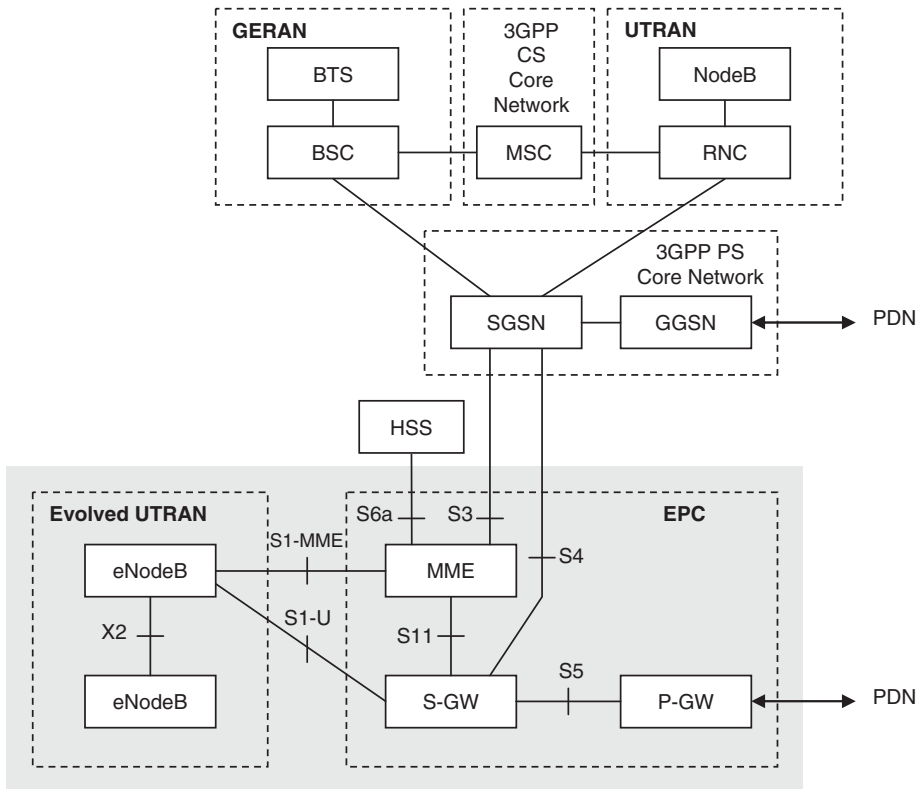 GERAN
3GPP
CS
Core
Network
UTRAN
BTS
NodeB
BSC
MSC
RNC
3GPP PS
Core Network
SGSN
GGSN
PDN
HSS
Evolved UTRAN
S6a
S3
EPC
S1-MME
eNodeB
MME
S4
S1-U
X2
S11
S5
eNodeB
S-GW
P-GW
PDN